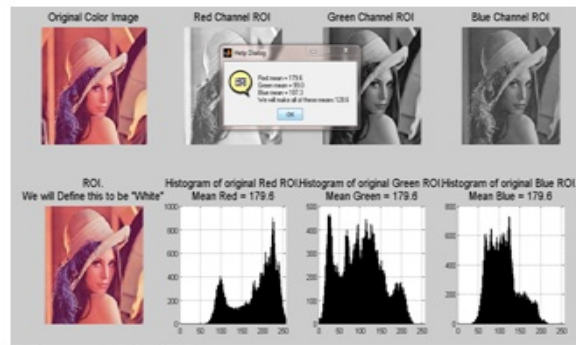 Original Color Image
Red Channel ROI
Green Channel ROI
Blue Channel ROI
Help Dialog
Red mean = 179.6
Green mean = 99.0
Blue mean = 107.3
We will make all of these means 128.6
OK
ROI.
We will Define this to be "White"
Histogram of original Red ROI.
Mean Red = 179.6
Histogram of original Green ROI.
Mean Green = 179.6
Histogram of original Blue ROI.
Mean Blue = 179.6
1000
800
600
400
200
0
0 50 100 150 200 250
500
400
300
200
100
0
0 50 100 150 200 250
800
600
400
200
0
0 50 100 150 200 250